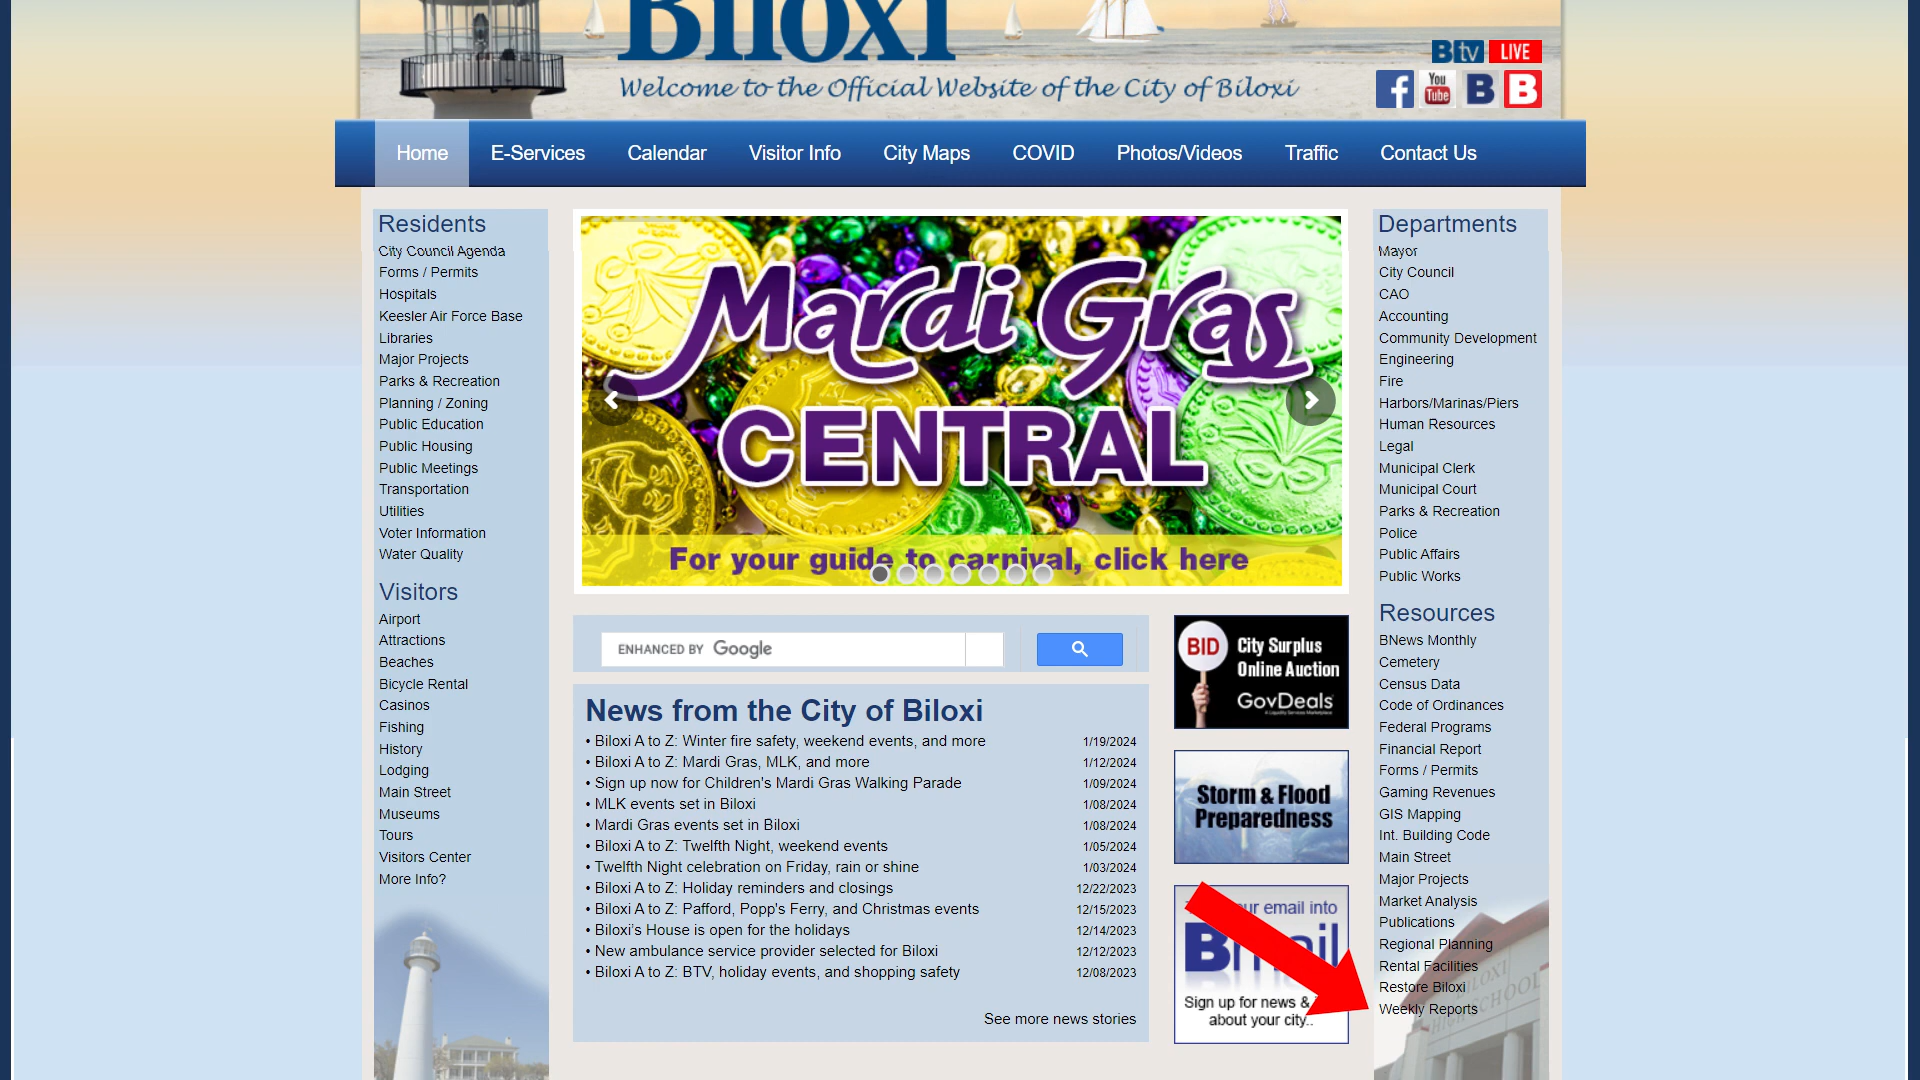 Biloxi
Welcome to the Official Website of the City of Biloxi
Btv LIVE
f You Tube B B
Home E-Services Calendar Visitor Info City Maps COVID Photos/Videos Traffic Contact Us
Residents
City Council Agenda
Forms / Permits
Hospitals
Keesler Air Force Base
Libraries
Major Projects
Parks & Recreation
Planning / Zoning
Public Education
Public Housing
Public Meetings
Transportation
Utilities
Voter Information
Water Quality
Visitors
Airport
Attractions
Beaches
Bicycle Rental
Casinos
Fishing
History
Lodging
Main Street
Museums
Tours
Visitors Center
More Info?
Mardi Gras
CENTRAL
For your guide to carnival, click here
ENHANCED BY Google
News from the City of Biloxi
• Biloxi A to Z: Winter fire safety, weekend events, and more 1/19/2024
• Biloxi A to Z: Mardi Gras, MLK, and more 1/12/2024
• Sign up now for Children's Mardi Gras Walking Parade 1/09/2024
• MLK events set in Biloxi 1/08/2024
• Mardi Gras events set in Biloxi 1/08/2024
• Biloxi A to Z: Twelfth Night, weekend events 1/05/2024
• Twelfth Night celebration on Friday, rain or shine 1/03/2024
• Biloxi A to Z: Holiday reminders and closings 12/22/2023
• Biloxi A to Z: Pafford, Popp's Ferry, and Christmas events 12/15/2023
• Biloxi's House is open for the holidays 12/14/2023
• New ambulance service provider selected for Biloxi 12/12/2023
• Biloxi A to Z: BTV, holiday events, and shopping safety 12/08/2023
See more news stories
BID City Surplus
Online Auction
GovDeals
A Liquidity Services Marketplace
Storm & Flood
Preparedness
email into
Sign up for news &
about your city..
Departments
Mayor
City Council
CAO
Accounting
Community Development
Engineering
Fire
Harbors/Marinas/Piers
Human Resources
Legal
Municipal Clerk
Municipal Court
Parks & Recreation
Police
Public Affairs
Public Works
Resources
BNews Monthly
Cemetery
Census Data
Code of Ordinances
Federal Programs
Financial Report
Forms / Permits
Gaming Revenues
GIS Mapping
Int. Building Code
Main Street
Major Projects
Market Analysis
Publications
Regional Planning
Rental Facilities
Restore Biloxi
Weekly Reports
BILOXI
HIGH SCHOOL